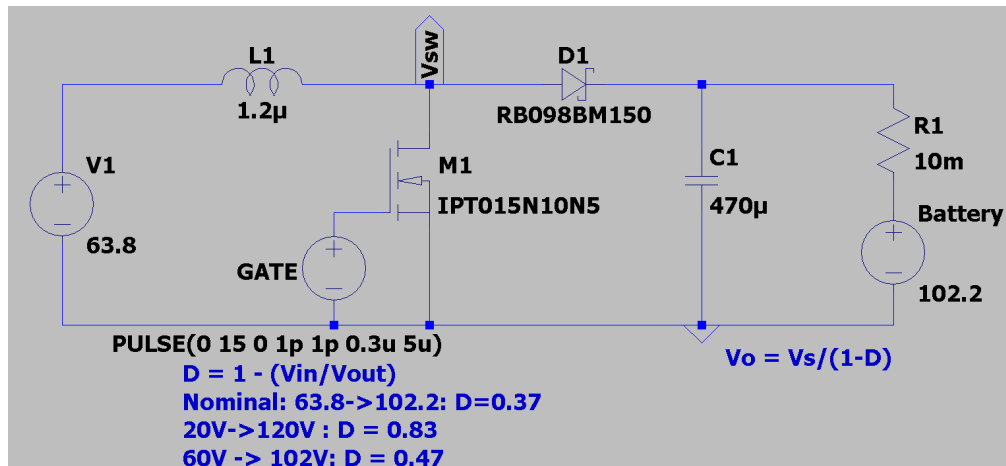 L1
1.2µ
Vsw
D1
RB098BM150
V1
63.8
M1
IPT015N10N5
GATE
C1
470µ
R1
10m
Battery
102.2
PULSE(0 15 0 1p 1p 0.3u 5u)
Vo = Vs/(1-D)
D = 1 - (Vin/Vout)
Nominal: 63.8->102.2: D=0.37
20V->120V : D = 0.83
60V -> 102V: D = 0.47